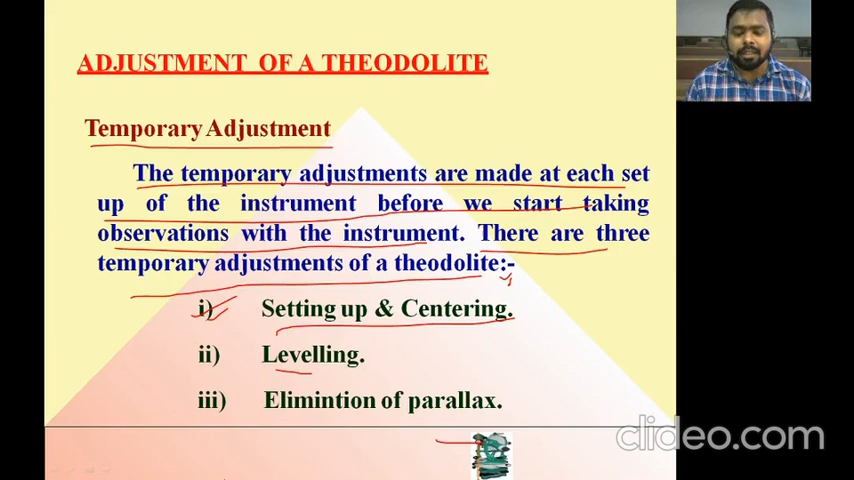 ADJUSTMENT OF A THEODOLITE
Temporary Adjustment
The temporary adjustments are made at each set
up of the instrument before we start taking
observations with the instrument. There are three
temporary adjustments of a theodolite:-
i) Setting up & Centering.
ii) Levelling.
iii) Elimintion of parallax.
clideo.com